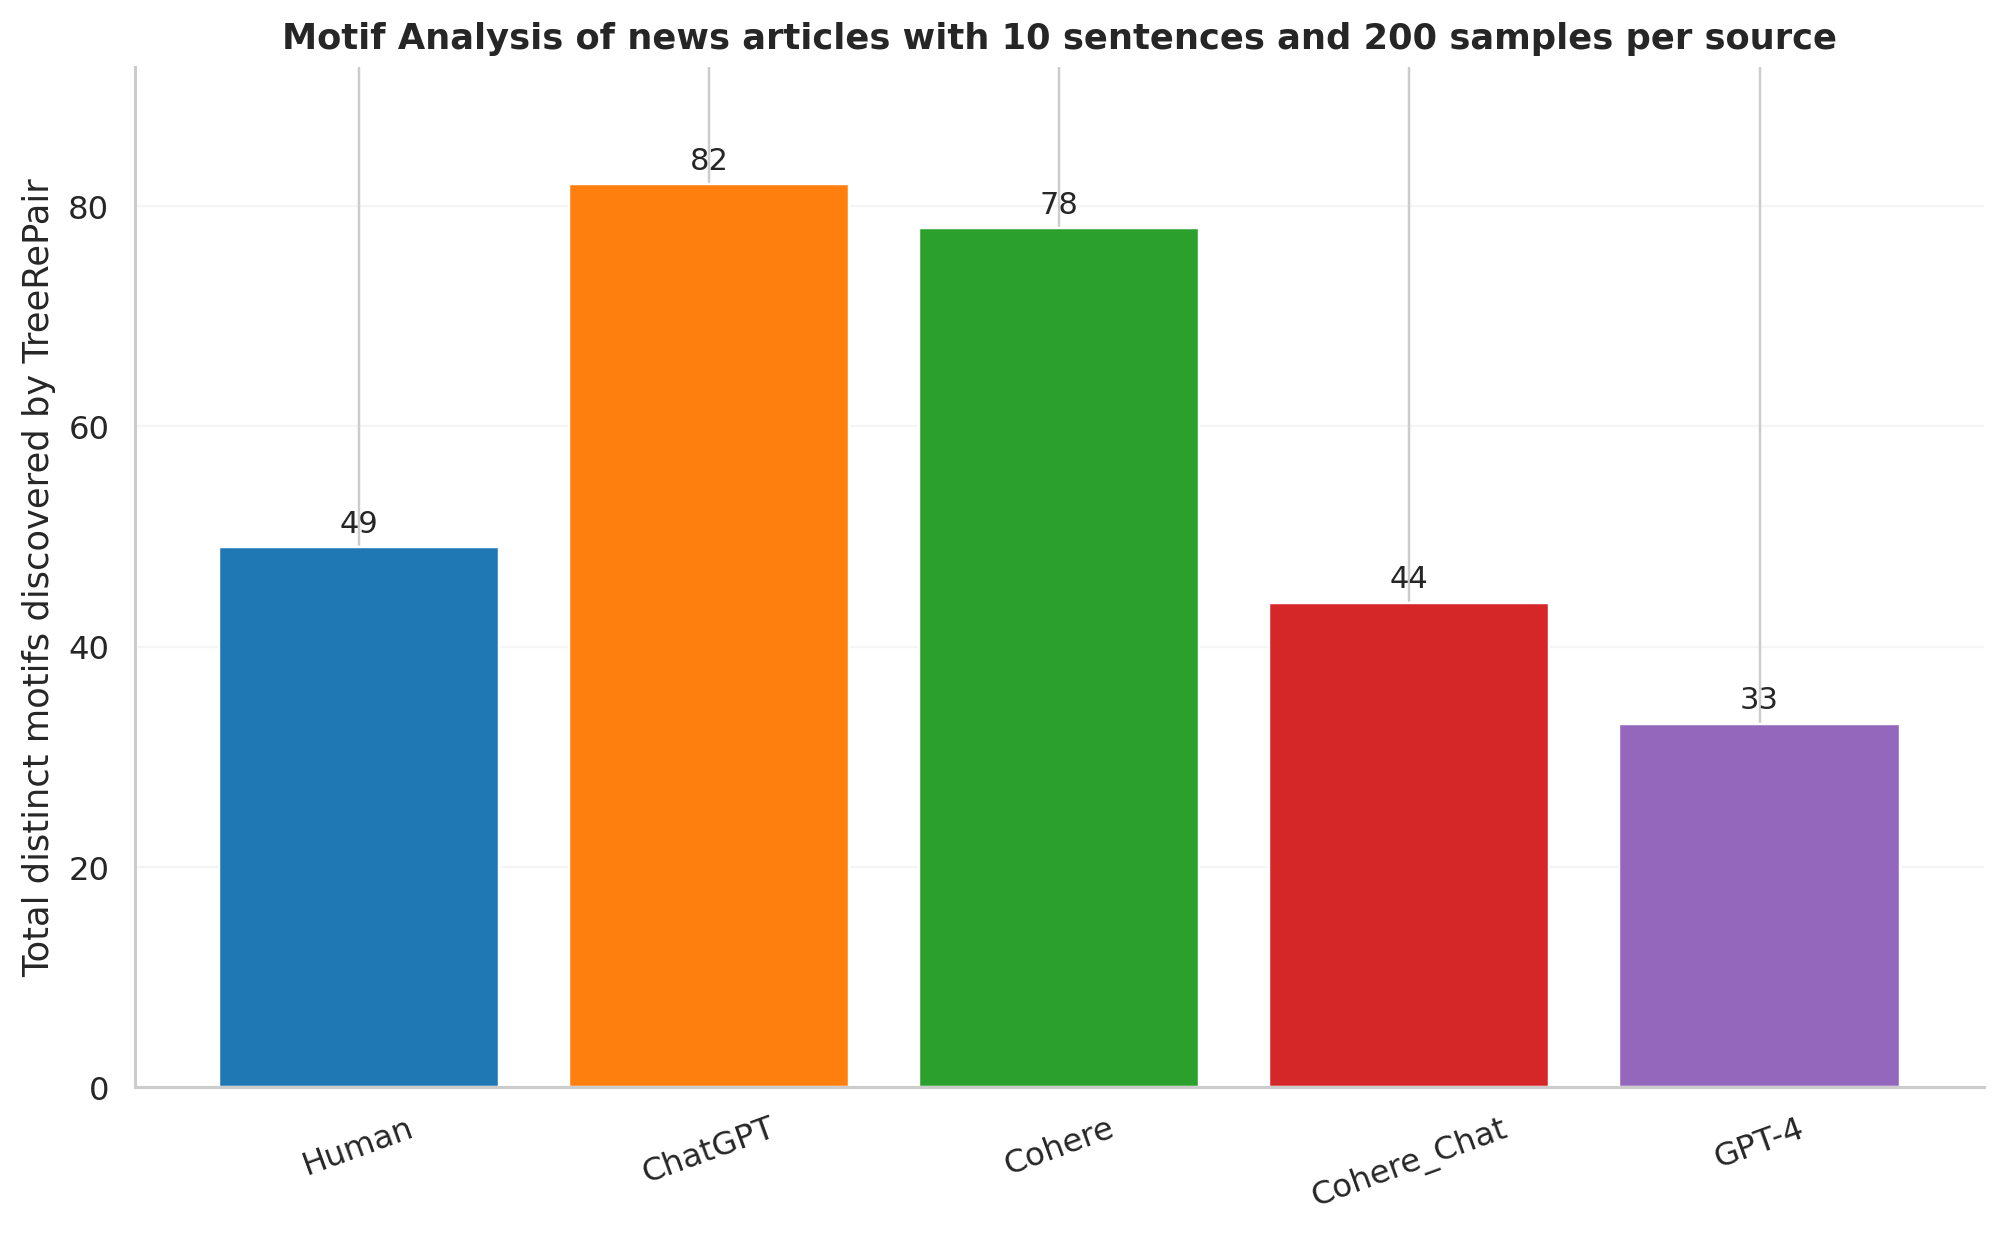 Motif Analysis of news articles with 10 sentences and 200 samples per source
Total distinct motifs discovered by TreeRePair
80
60
40
20
0
49
82
78
44
33
Human
ChatGPT
Cohere
Cohere_Chat
GPT-4